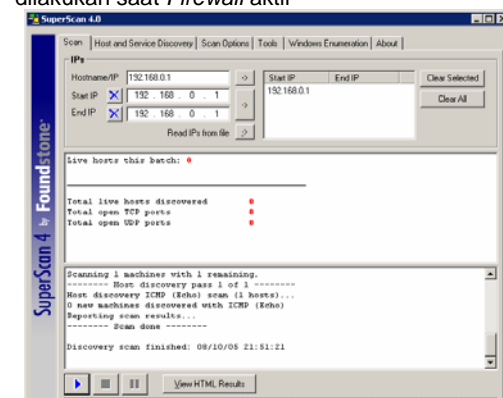 dilakukan saat Firewall aktif
SuperScan 4.0
Scan Host and Service Discovery Scan Options Tools Windows Enumeration About
IPs
Hostname/IP 192.168.0.1 ->
Start IP X 192 . 168 . 0 . 1
End IP X 192 . 168 . 0 . 1
->
Read IPs from file ->
Start IP End IP
192.168.0.1
Clear Selected
Clear All
Live hosts this batch: 0
Total live hosts discovered 0
Total open TCP ports 0
Total open UDP ports 0
Scanning 1 machines with 1 remaining.
-------- Host discovery pass 1 of 1 --------
Host discovery ICMP (Echo) scan (1 hosts)...
0 new machines discovered with ICMP (Echo)
Reporting scan results...
-------- Scan done --------
Discovery scan finished: 08/10/05 21:51:21
View HTML Results
SuperScan 4 by Foundstone